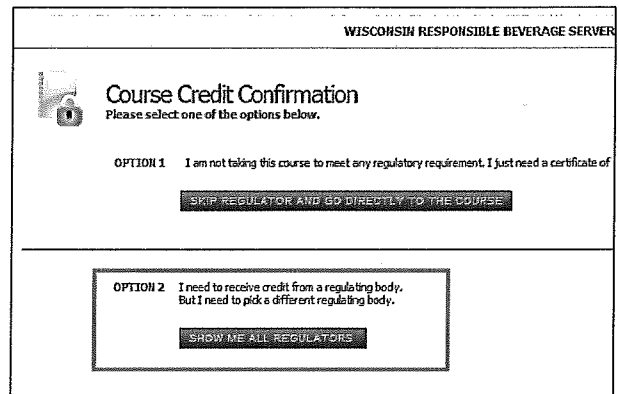 WISCONSIN RESPONSIBLE BEVERAGE SERVER
Course Credit Confirmation
Please select one of the options below.
OPTION 1 I am not taking this course to meet any regulatory requirement. I just need a certificate of
SKIP REGULATOR AND GO DIRECTLY TO THE COURSE
OPTION 2 I need to receive credit from a regulating body.
But I need to pick a different regulating body.
SHOW ME ALL REGULATORS